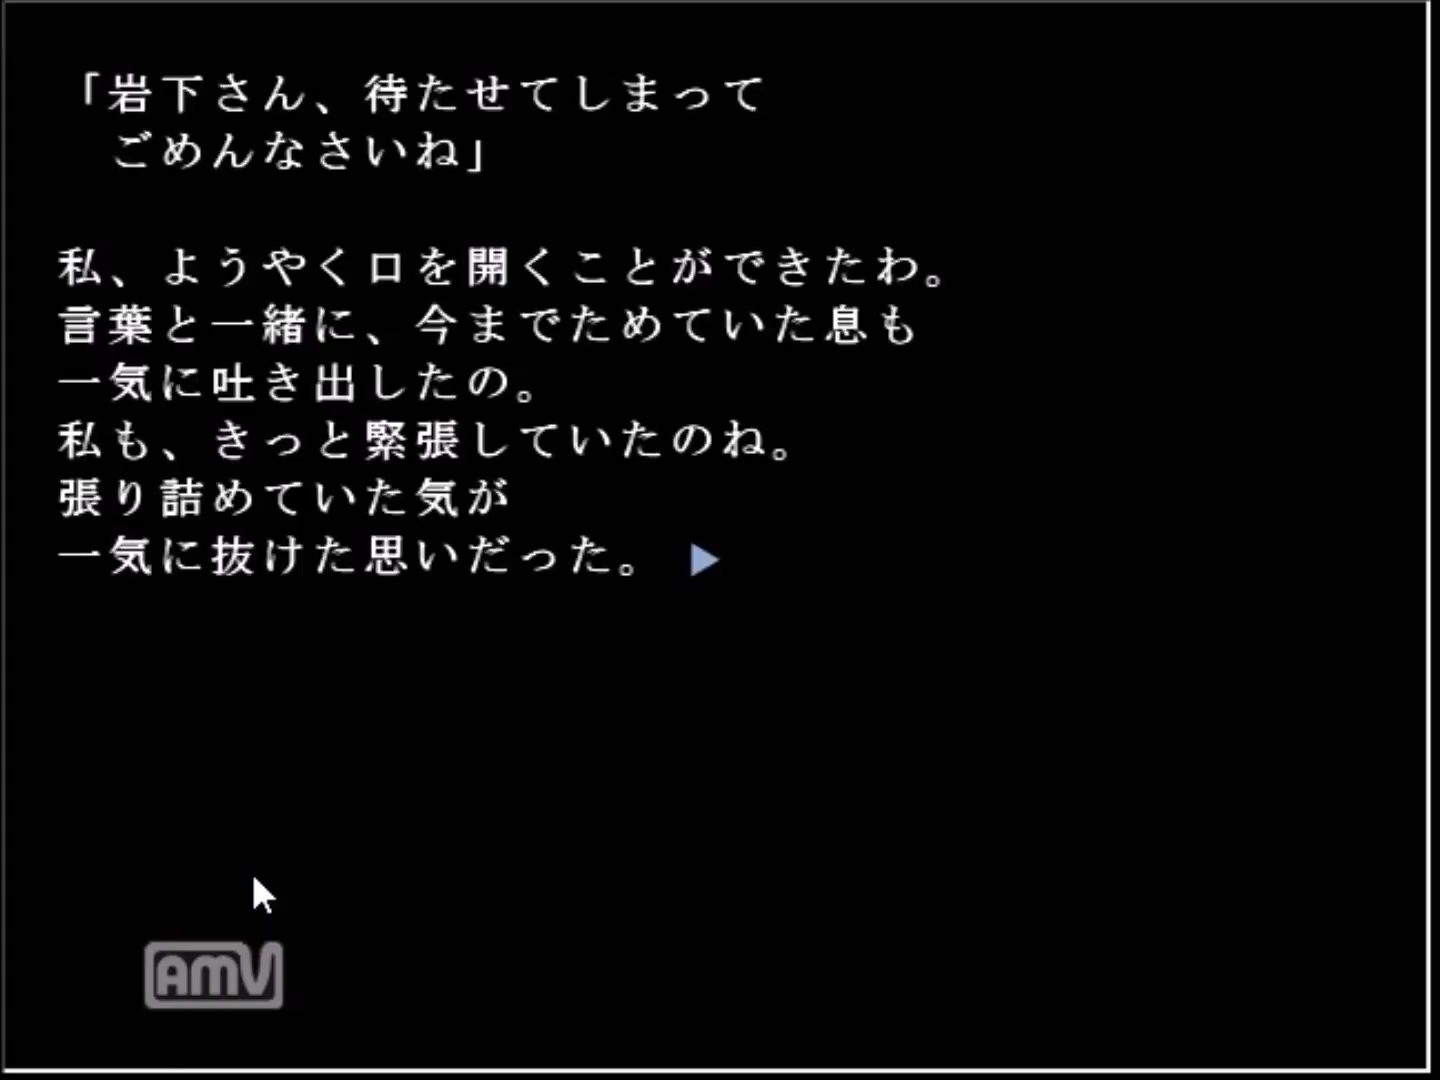 「岩下さん、待たせてしまって
ごめんなさいね」
私、ようやく口を開くことができたわ。
言葉と一緒に、今までためていた息も
一気に吐き出したの。
私も、きっと緊張していたのね。
張り詰めていた気が
一気に抜けた思いだった。
AMV